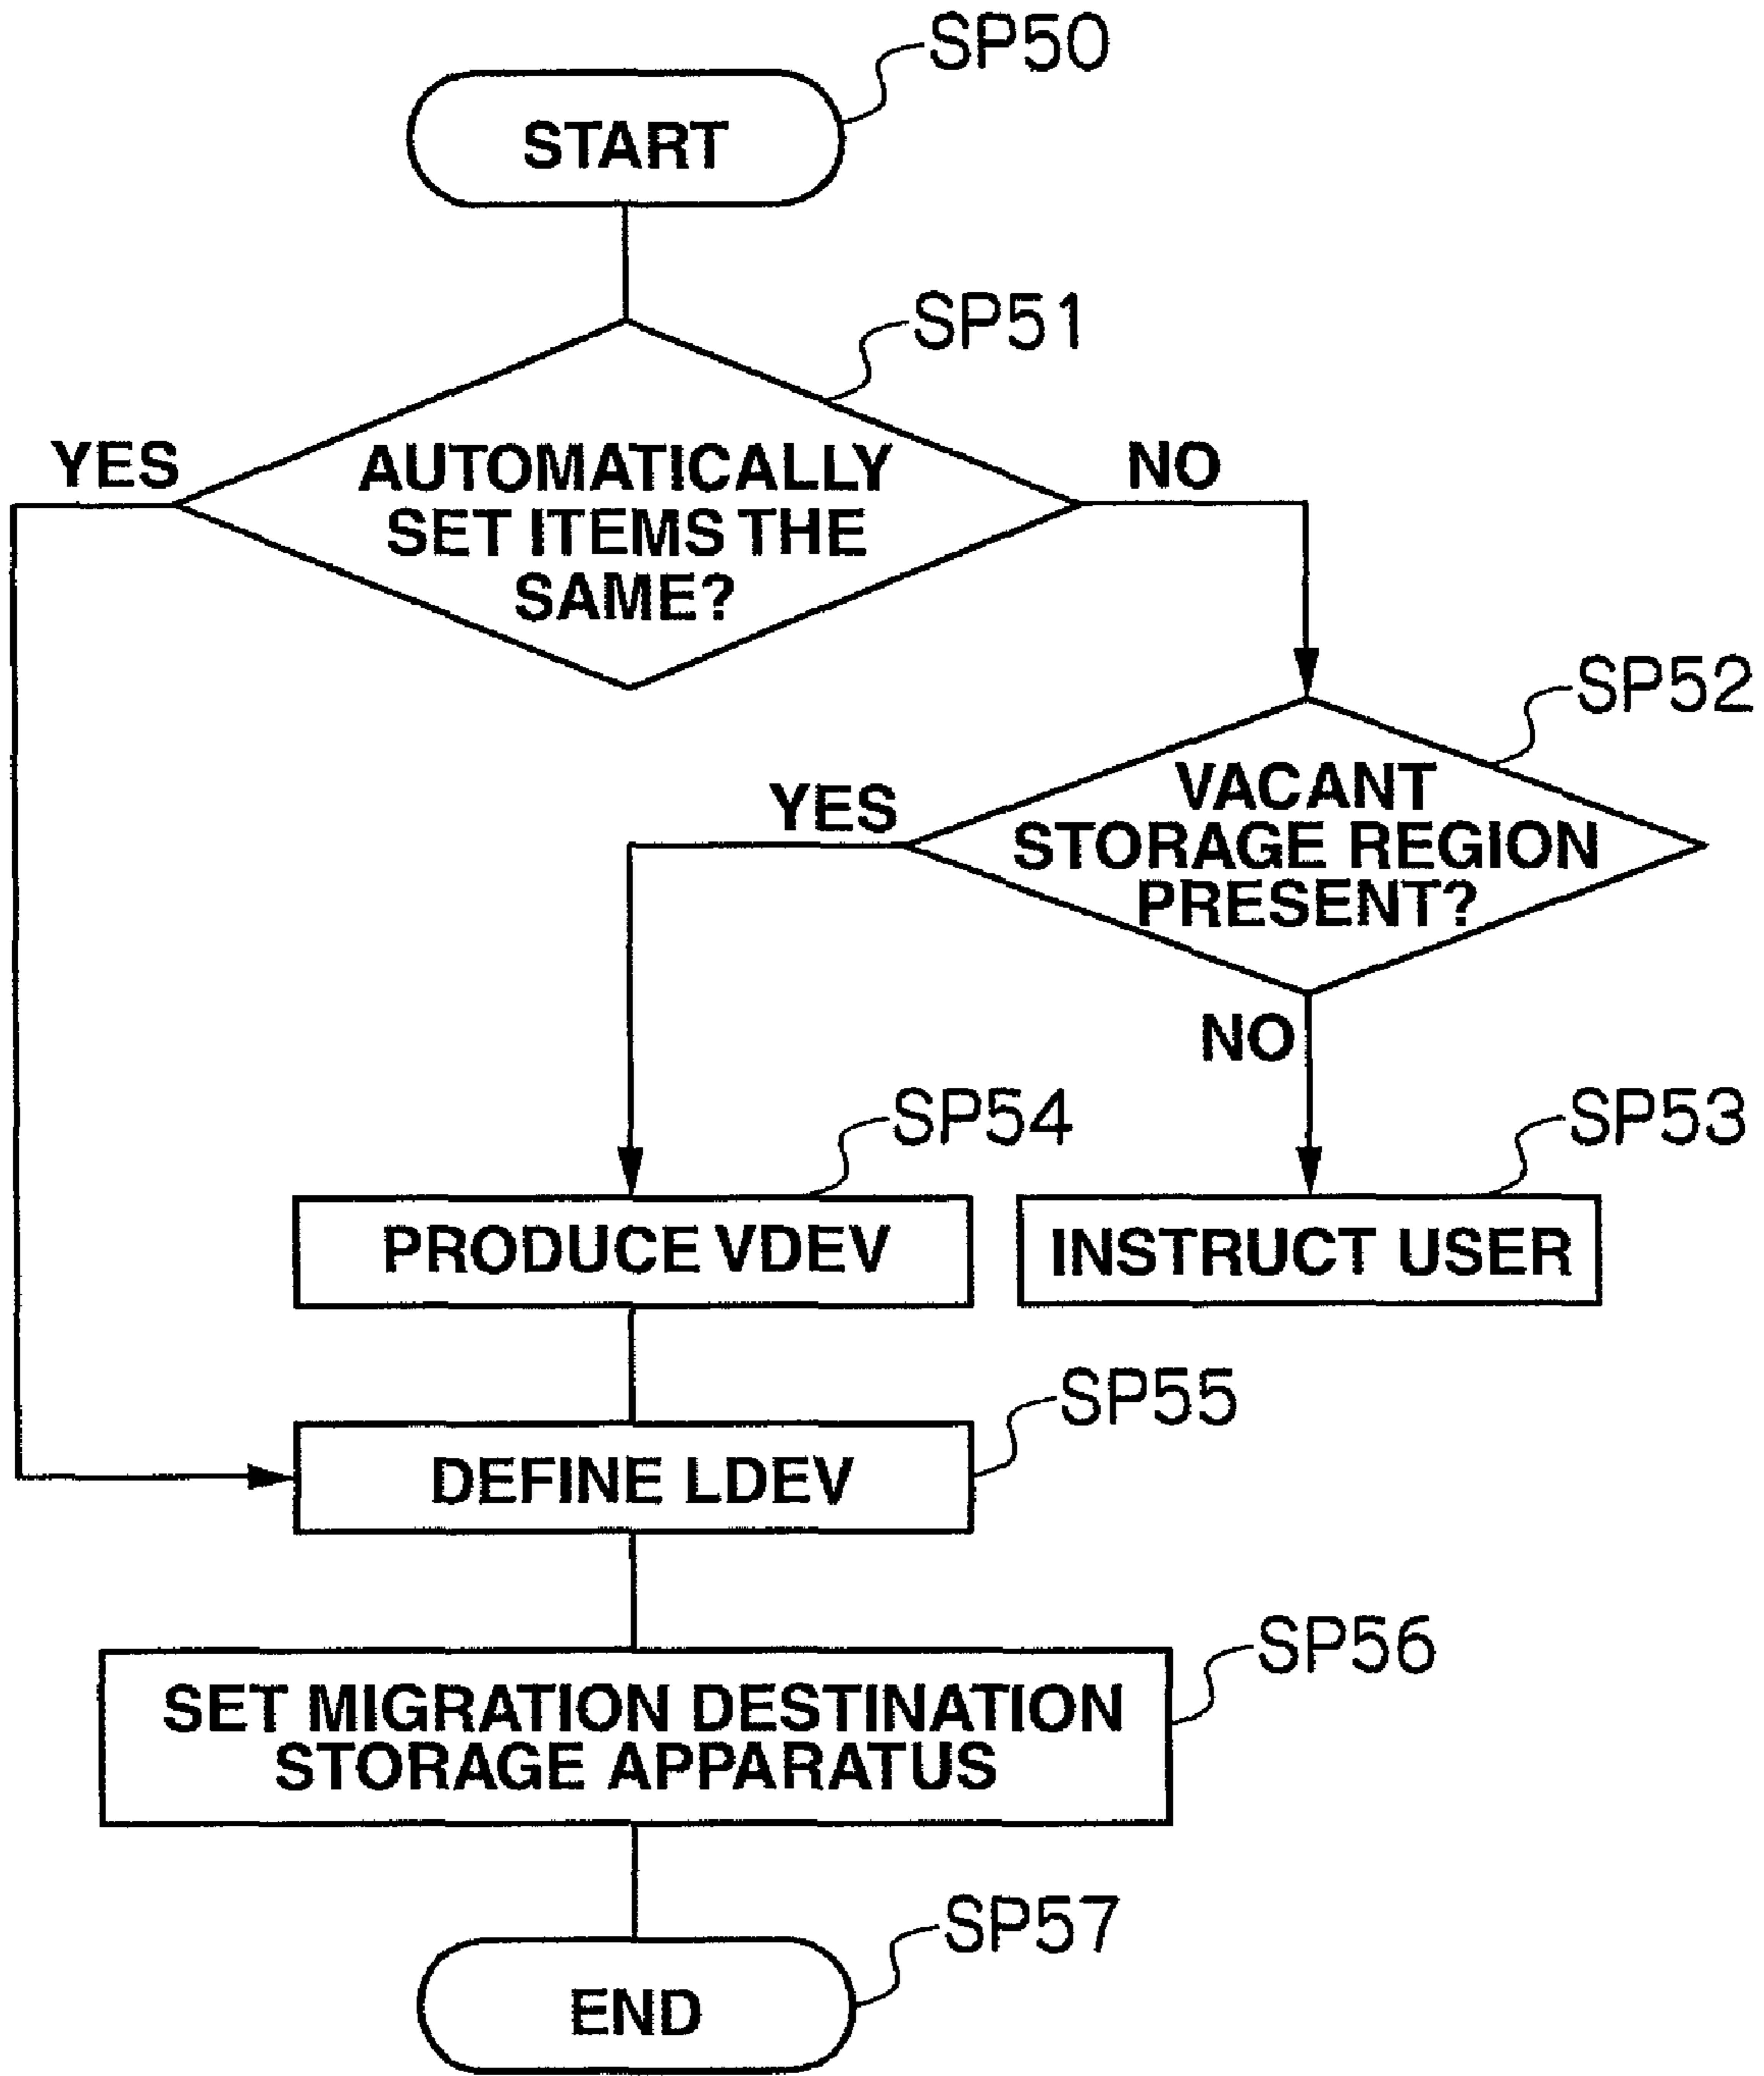 SP50
START
SP51
YES
AUTOMATICALLY
SET ITEMS THE
SAME?
NO
SP52
YES
VACANT
STORAGE REGION
PRESENT?
NO
SP54
SP53
PRODUCE VDEV
INSTRUCT USER
SP55
DEFINE LDEV
SP56
SET MIGRATION DESTINATION
STORAGE APPARATUS
SP57
END